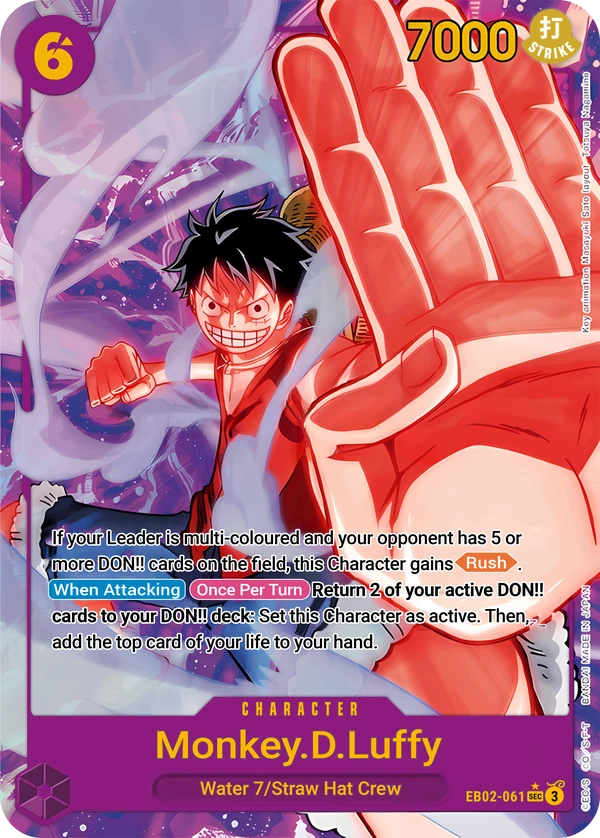 6
7000
打
STRIKE
Key animation Masayuki Sato layout Tatsuya Nagamine
If your Leader is multi-coloured and your opponent has 5 or
more DON!! cards on the field, this Character gains Rush.
When Attacking Once Per Turn Return 2 of your active DON!!
cards to your DON!! deck: Set this Character as active. Then,
add the top card of your life to your hand.
CHARACTER
Monkey.D.Luffy
Water 7/Straw Hat Crew
EB02-061 SEC 3
BANDAI MADE IN JAPAN